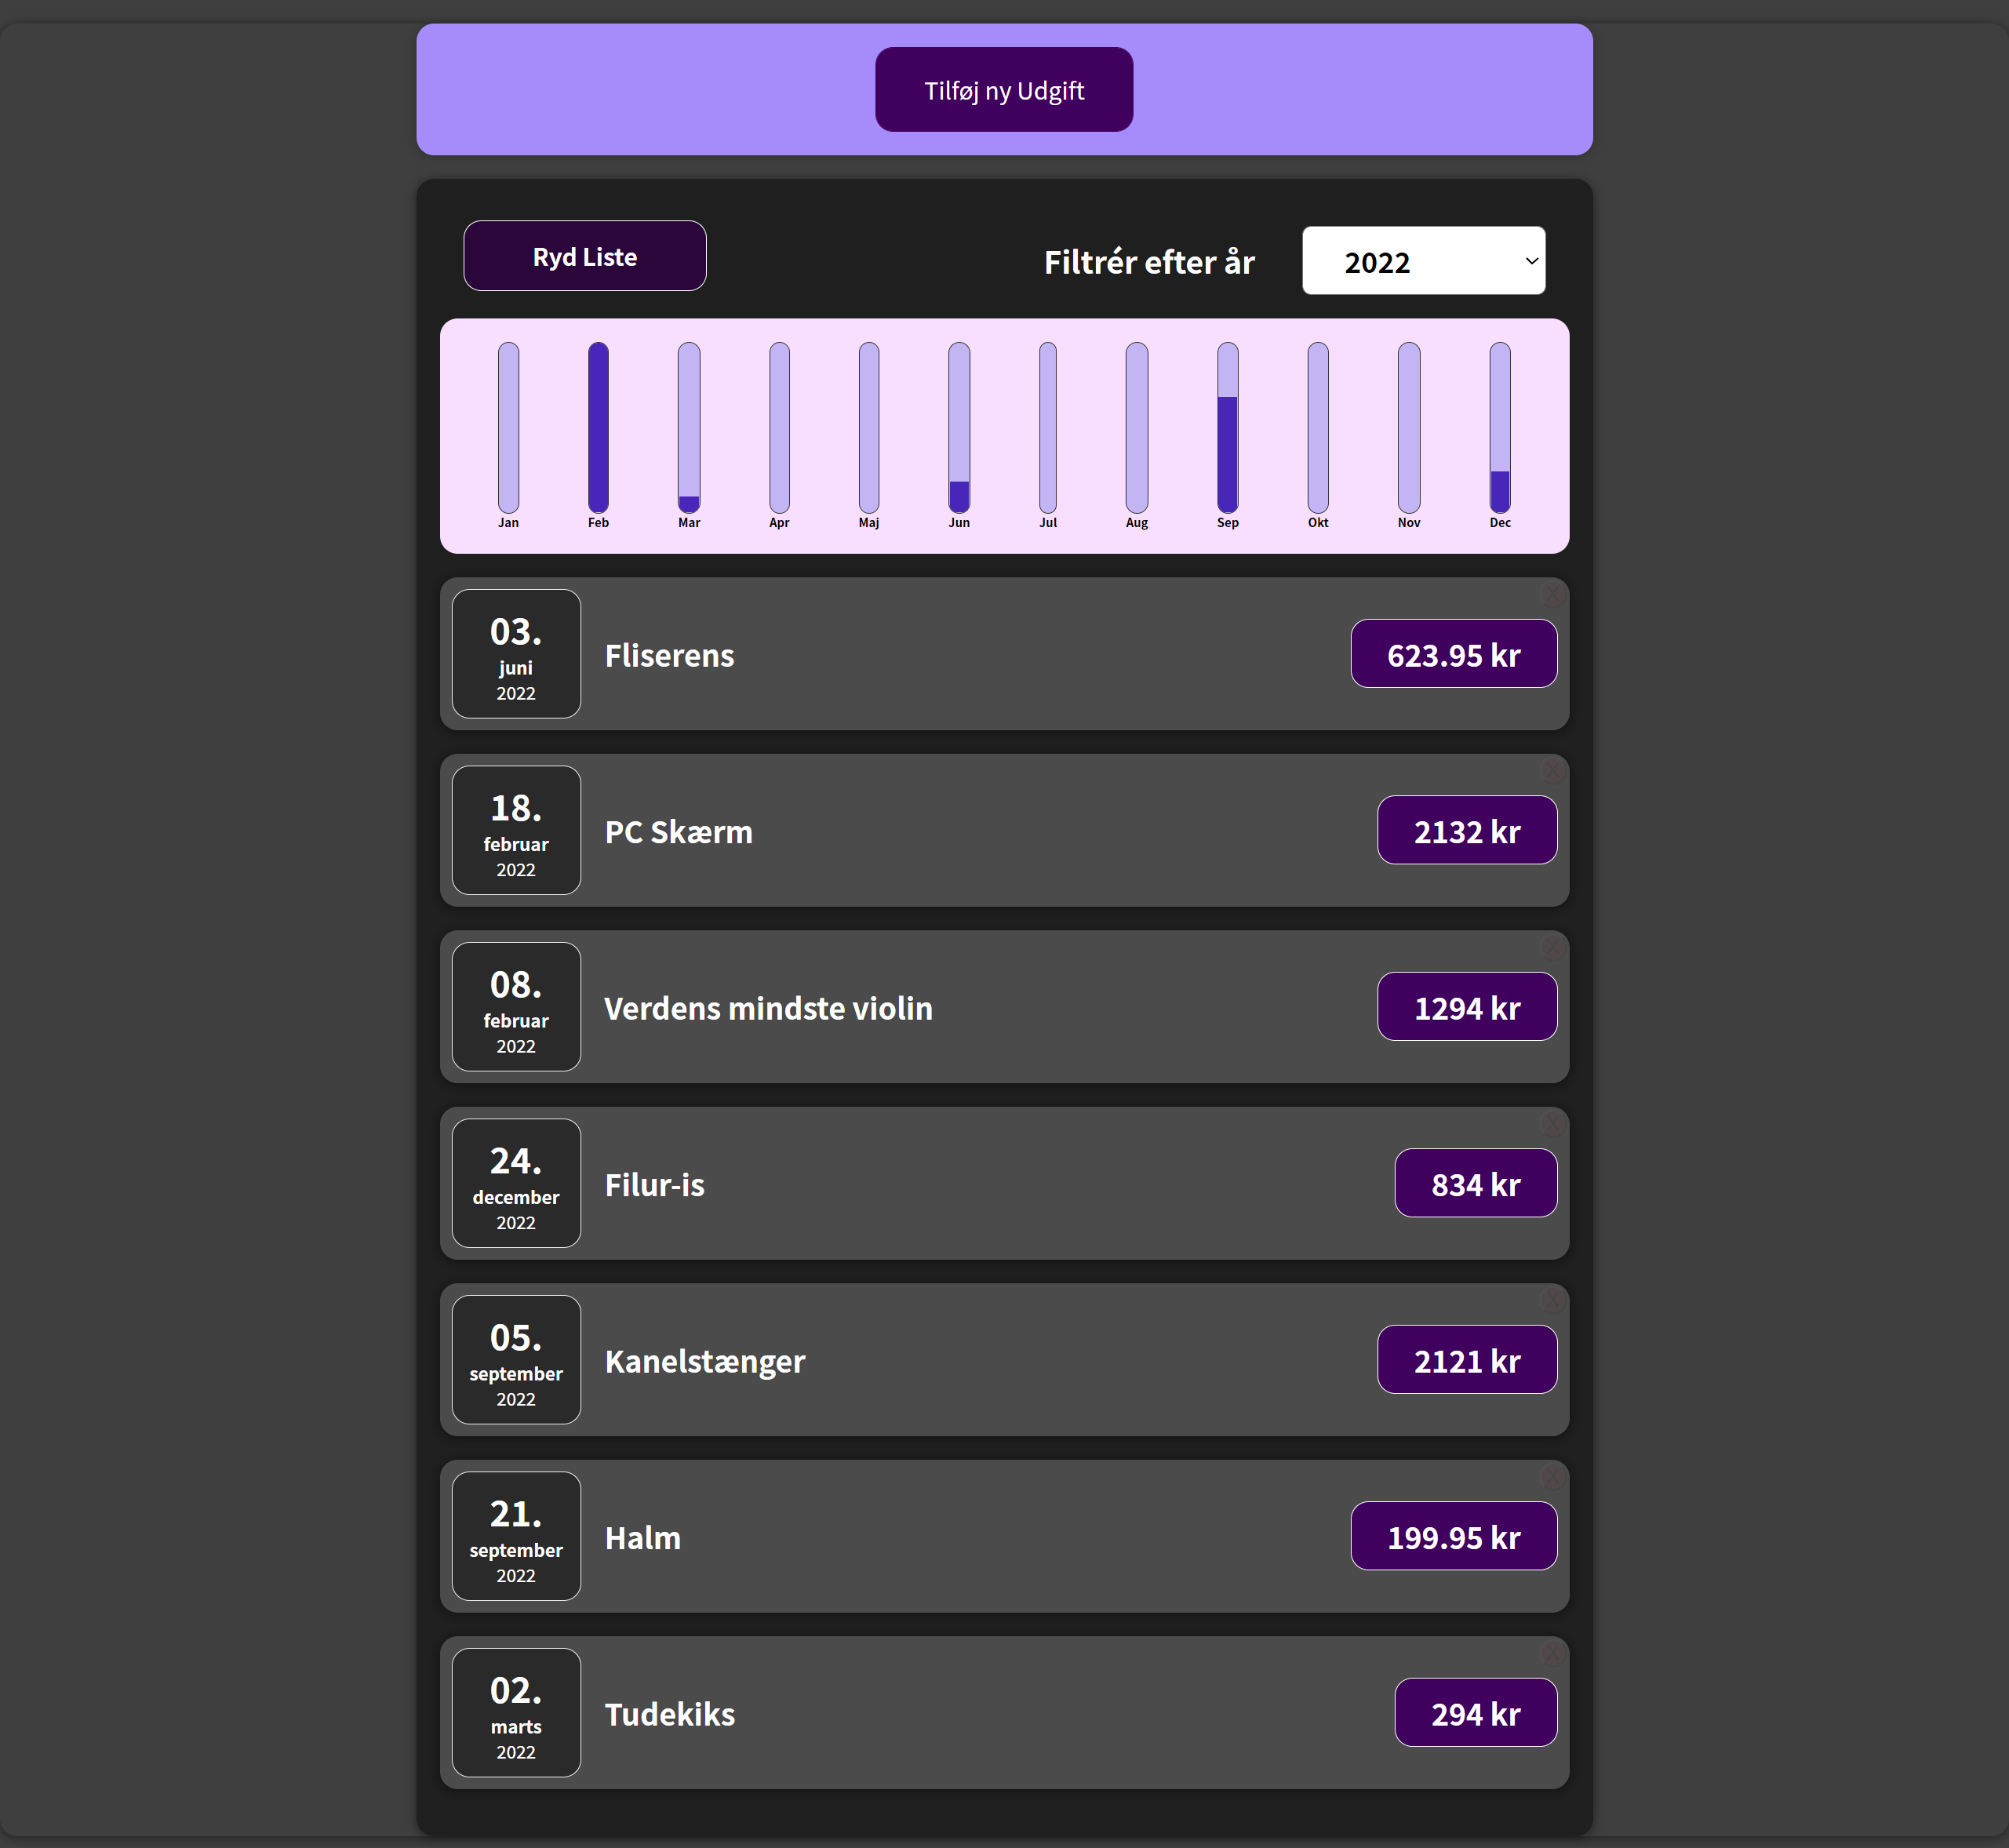 Tilføj ny Udgift
Ryd Liste
Filtrér efter år
2022
Jan Feb Mar Apr Maj Jun Jul Aug Sep Okt Nov Dec
X
03.
juni
2022
Fliserens
623.95 kr
X
18.
februar
2022
PC Skærm
2132 kr
X
08.
februar
2022
Verdens mindste violin
1294 kr
X
24.
december
2022
Filur-is
834 kr
X
05.
september
2022
Kanelstænger
2121 kr
X
21.
september
2022
Halm
199.95 kr
X
02.
marts
2022
Tudekiks
294 kr